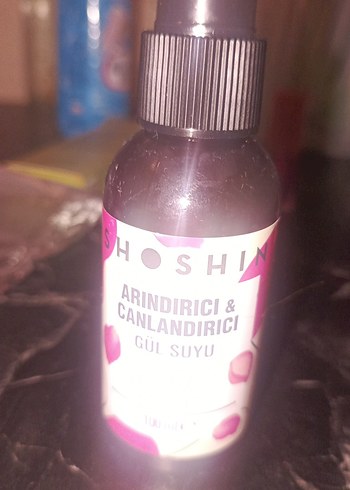 SHOSHIN
ARINDIRICI &
CANLANDIRICI
GÜL SUYU